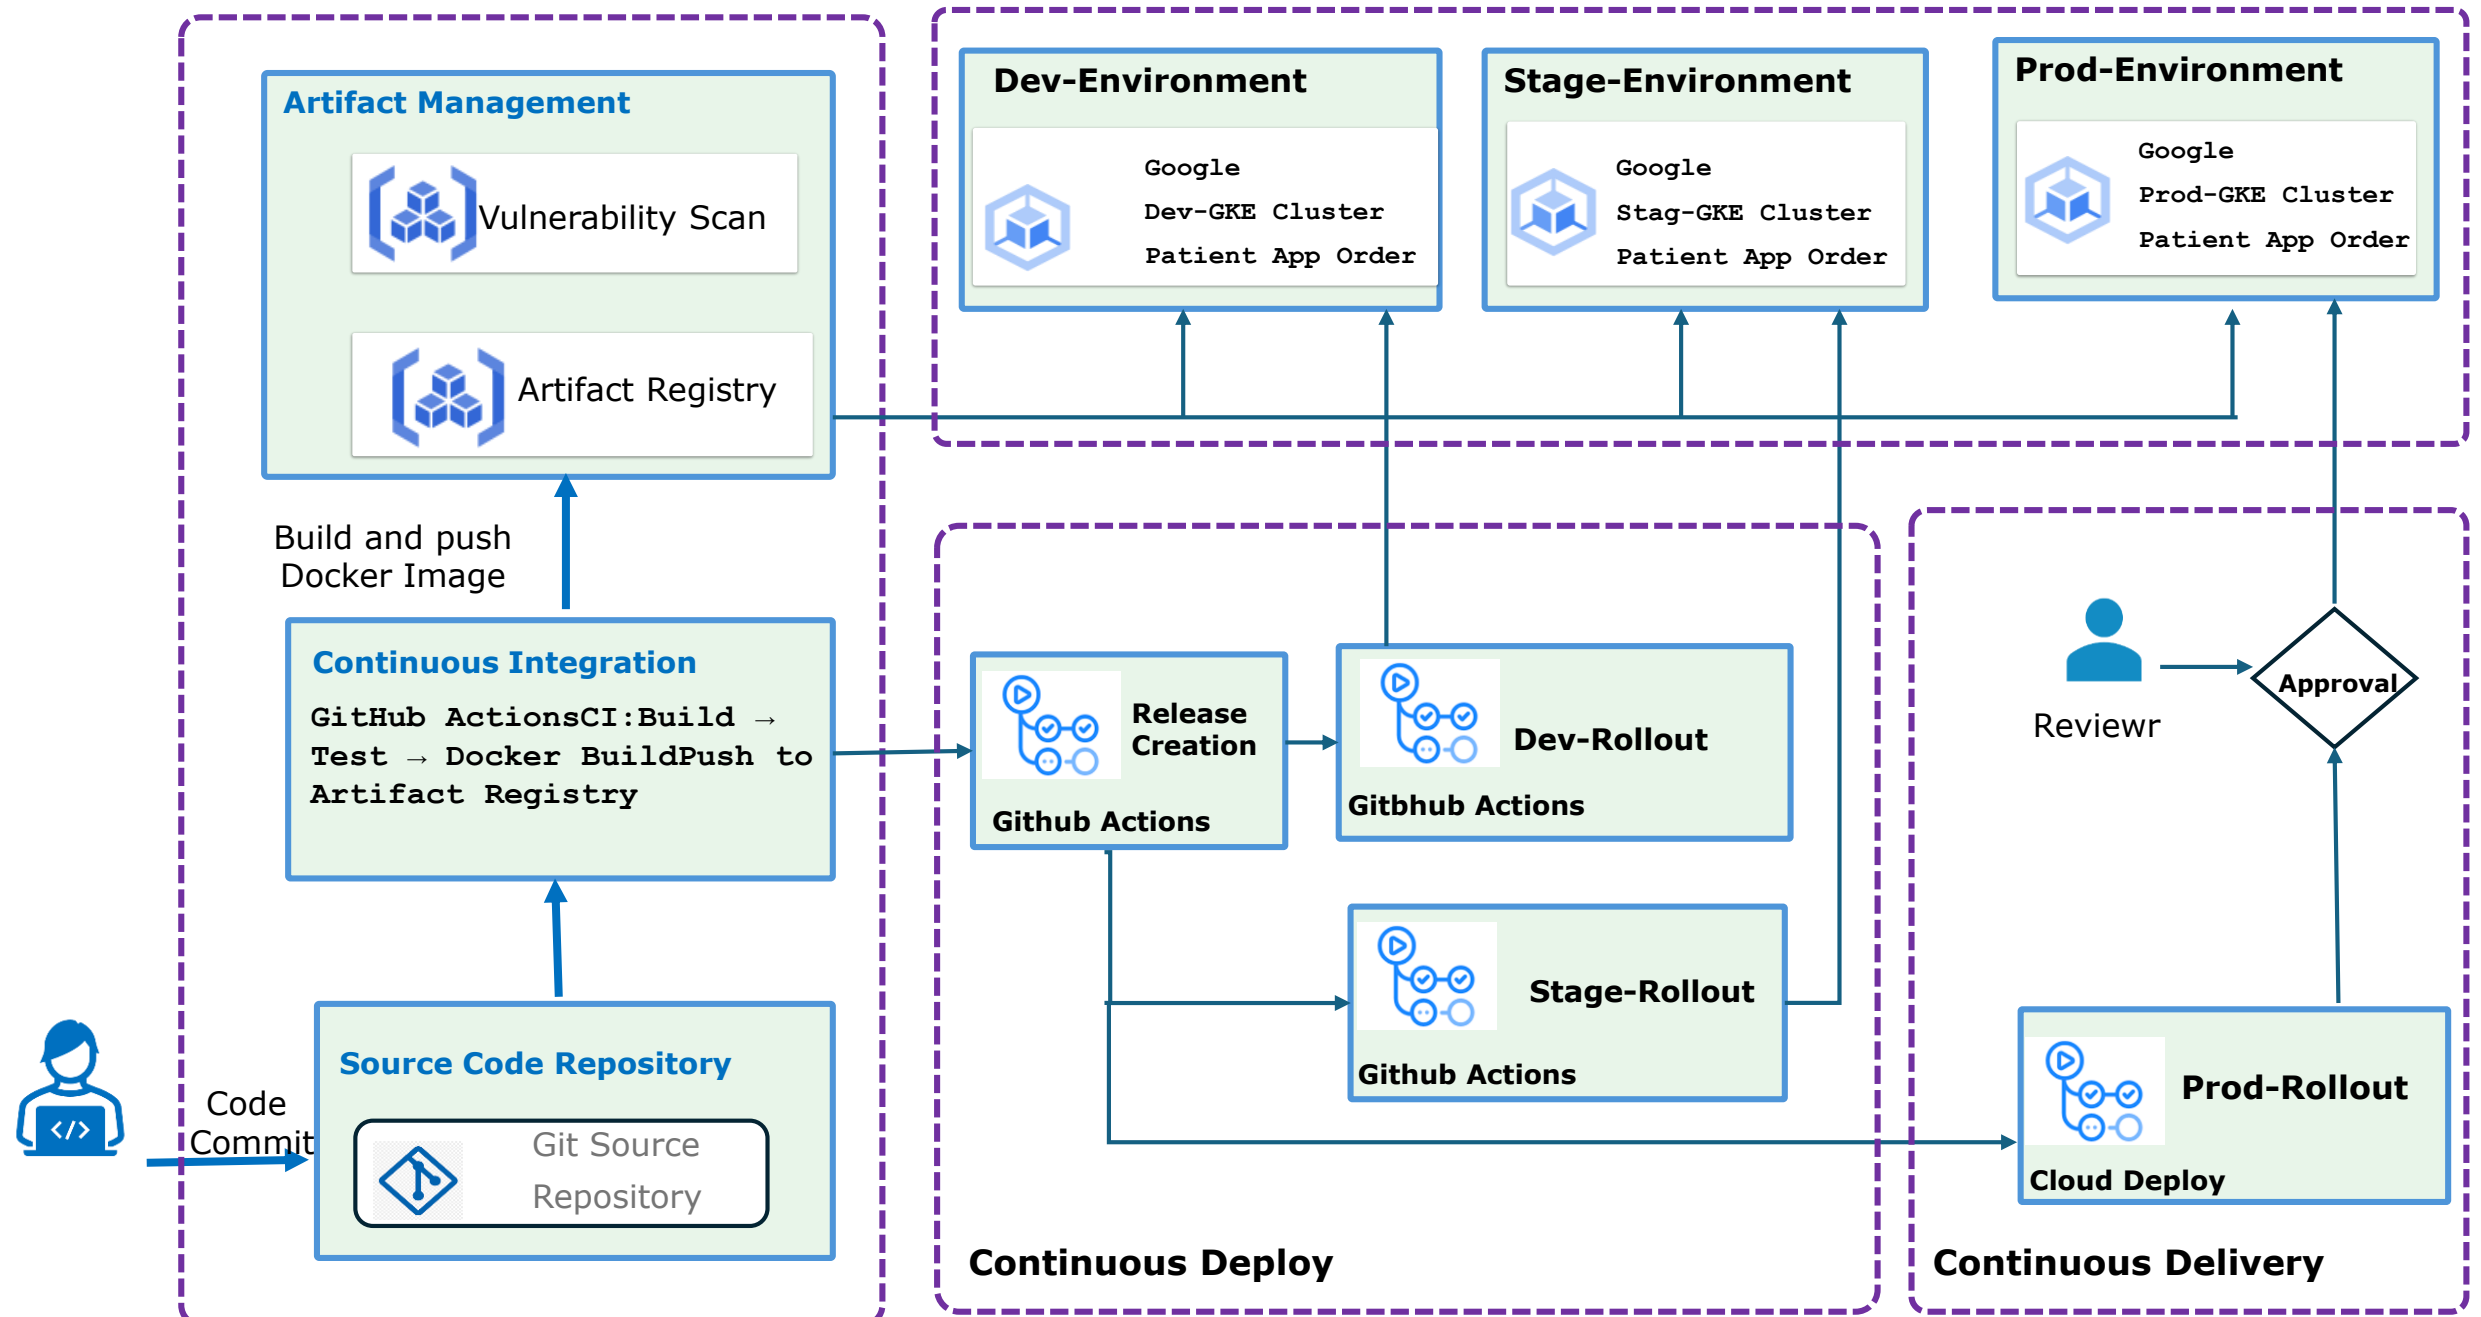 Artifact Management
Vulnerability Scan
Artifact Registry
Build and push
Docker Image
Continuous Integration
GitHub ActionsCI:Build →
Test → Docker BuildPush to
Artifact Registry
Source Code Repository
Git Source
Repository
Code
Commit
</>
Dev-Environment
Google
Dev-GKE Cluster
Patient App Order
Stage-Environment
Google
Stag-GKE Cluster
Patient App Order
Prod-Environment
Google
Prod-GKE Cluster
Patient App Order
Release
Creation
Github Actions
Dev-Rollout
Gitbhub Actions
Stage-Rollout
Github Actions
Continuous Deploy
Reviewr
Approval
Prod-Rollout
Cloud Deploy
Continuous Delivery